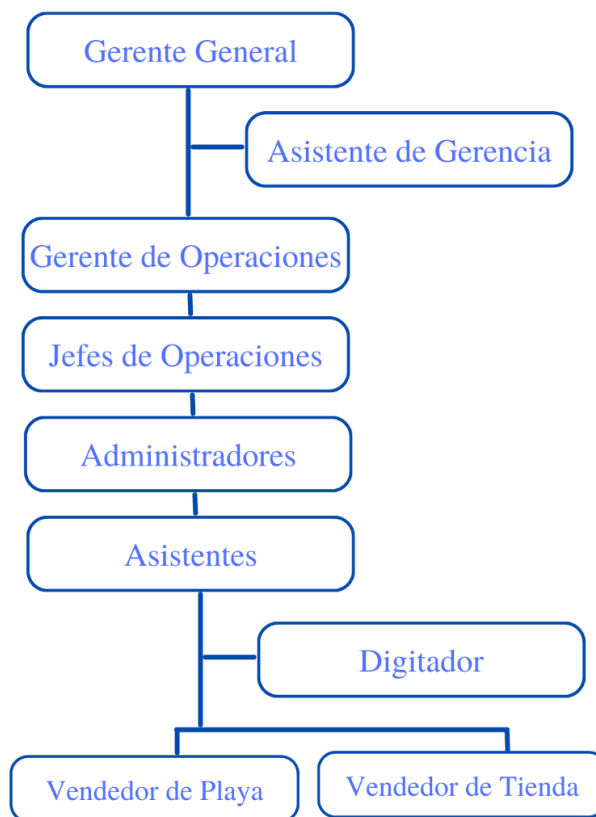 Gerente General
Asistente de Gerencia
Gerente de Operaciones
Jefes de Operaciones
Administradores
Asistentes
Digitador
Vendedor de Playa
Vendedor de Tienda